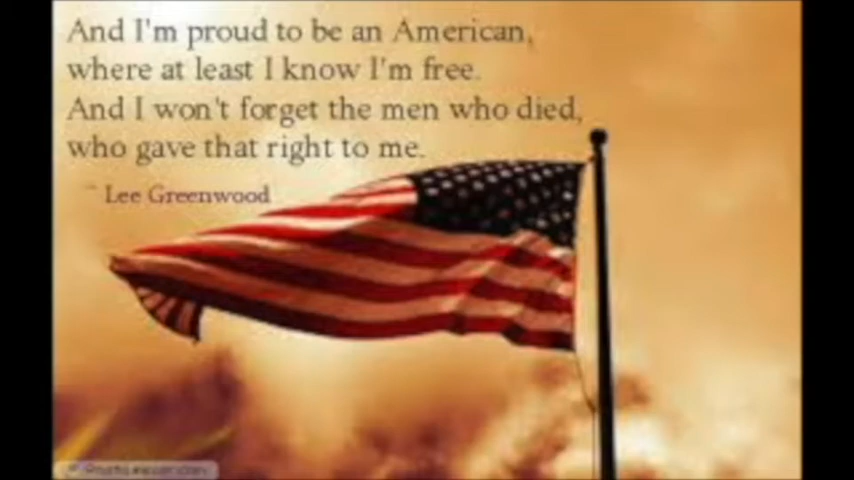 And I'm proud to be an American,
where at least I know I'm free.
And I won't forget the men who died,
who gave that right to me.
~ Lee Greenwood